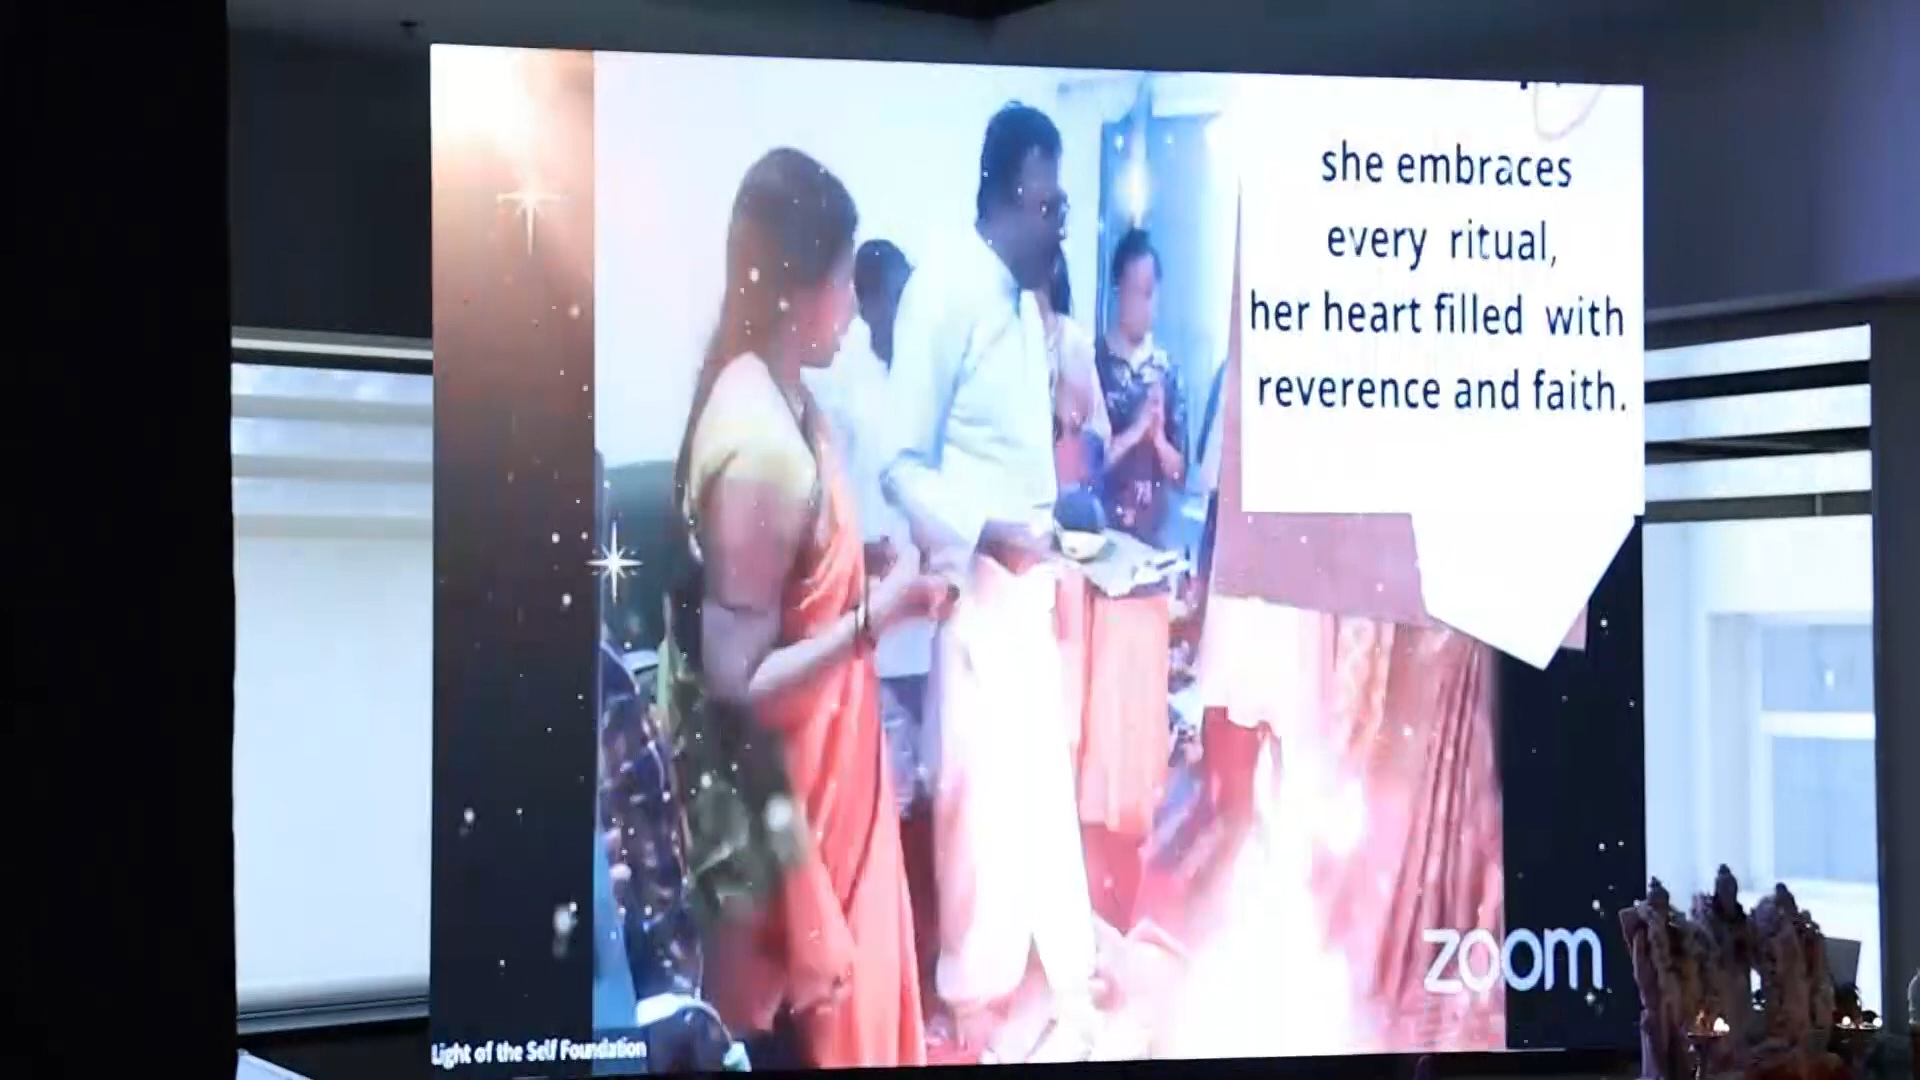 she embraces
every ritual,
her heart filled with
reverence and faith.
zoom
Light of the Self Foundation